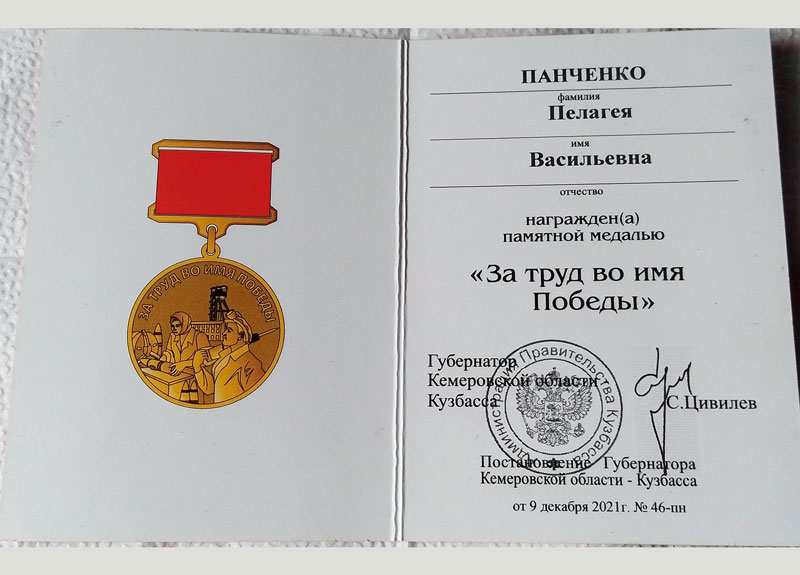 ЗА ТРУД ВО ИМЯ ПОБЕДЫ
ПАНЧЕНКО
фамилия
Пелагея
имя
Васильевна
отчество
награжден(а)
памятной медалью
«За труд во имя
Победы»
Губернатор
Кемеровской области
Кузбасса
С.Цивилев
Администрация Правительства Кузбасса
Постановление Губернатора
Кемеровской области - Кузбасса
от 9 декабря 2021г. № 46-пн